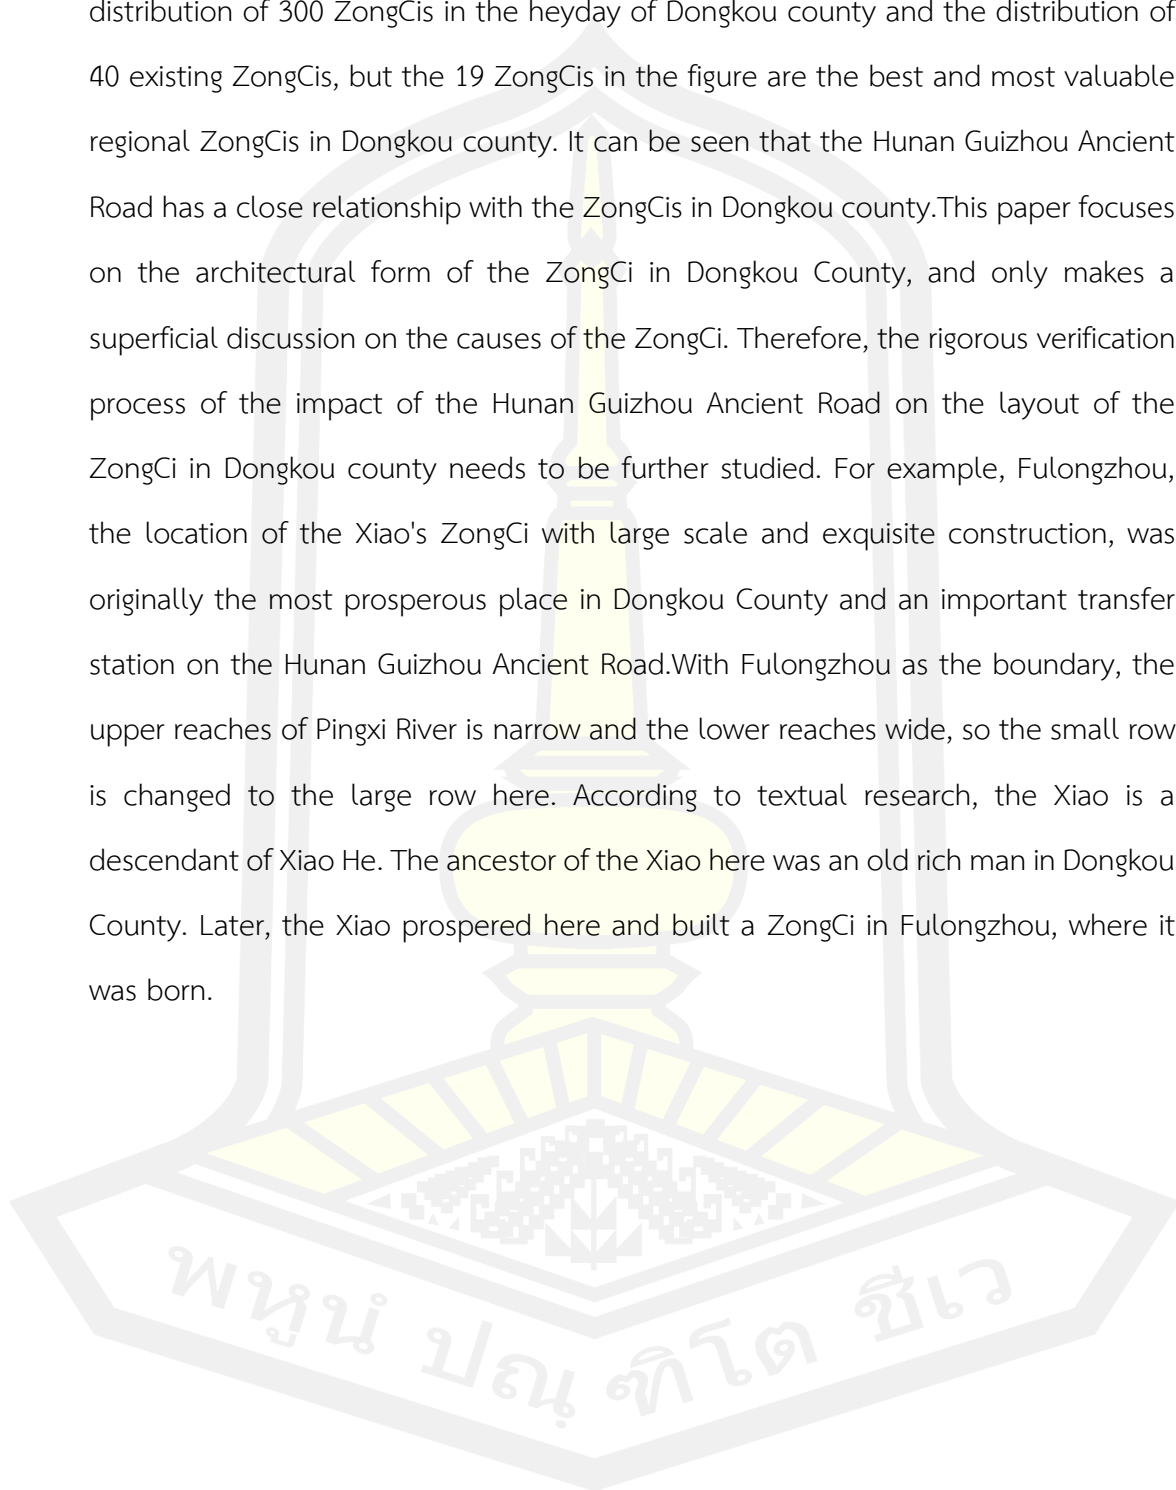 distribution of 300 ZongCis in the heyday of Dongkou county and the distribution of
40 existing ZongCis, but the 19 ZongCis in the figure are the best and most valuable
regional ZongCis in Dongkou county. It can be seen that the Hunan Guizhou Ancient
Road has a close relationship with the ZongCis in Dongkou county.This paper focuses
on the architectural form of the ZongCi in Dongkou County, and only makes a
superficial discussion on the causes of the ZongCi. Therefore, the rigorous verification
process of the impact of the Hunan Guizhou Ancient Road on the layout of the
ZongCi in Dongkou county needs to be further studied. For example, Fulongzhou,
the location of the Xiao's ZongCi with large scale and exquisite construction, was
originally the most prosperous place in Dongkou County and an important transfer
station on the Hunan Guizhou Ancient Road.With Fulongzhou as the boundary, the
upper reaches of Pingxi River is narrow and the lower reaches wide, so the small row
is changed to the large row here. According to textual research, the Xiao is a
descendant of Xiao He. The ancestor of the Xiao here was an old rich man in Dongkou
County. Later, the Xiao prospered here and built a ZongCi in Fulongzhou, where it
was born.
พหูนํ ปณฺฑิโต ชีเว